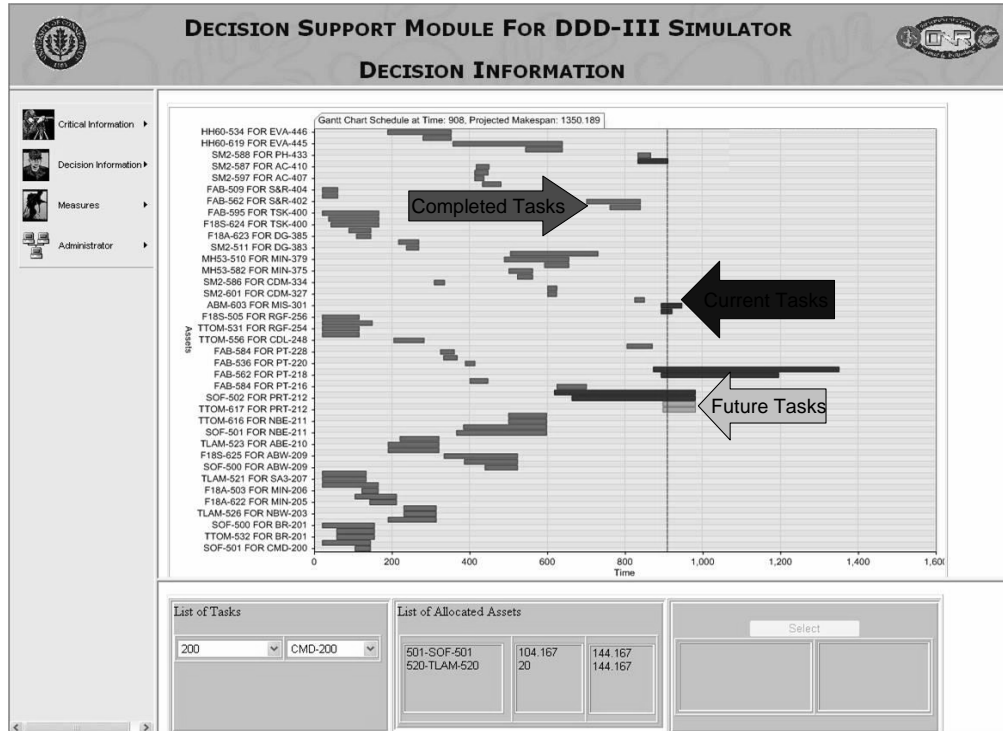 DECISION SUPPORT MODULE FOR DDD-III SIMULATOR
DECISION INFORMATION
Critical Information
Decision Information
Measures
Administrator
Gantt Chart Schedule at Time: 908, Projected Makespan: 1350.189
HH60-534 FOR EVA-446
HH60-619 FOR EVA-445
SM2-588 FOR PH-433
SM2-587 FOR AC-410
SM2-597 FOR AC-407
FAB-509 FOR S&R-404
FAB-562 FOR S&R-402
FAB-595 FOR TSK-400
F18S-624 FOR TSK-400
F18A-623 FOR DG-385
SM2-511 FOR DG-383
MH53-510 FOR MIN-379
MH53-582 FOR MIN-375
SM2-586 FOR CDM-334
SM2-601 FOR CDM-327
ABM-603 FOR MIS-301
F18S-505 FOR RGF-256
TTOM-531 FOR RGF-254
TTOM-556 FOR CDL-248
FAB-584 FOR PT-228
FAB-536 FOR PT-220
FAB-562 FOR PT-218
FAB-584 FOR PT-216
SOF-502 FOR PRT-212
TTOM-617 FOR PRT-212
TTOM-616 FOR NBE-211
SOF-501 FOR NBE-211
TLAM-523 FOR ABE-210
F18S-625 FOR ABW-209
SOF-500 FOR ABW-209
TLAM-521 FOR SA3-207
F18A-503 FOR MIN-206
F18A-622 FOR MIN-205
TLAM-526 FOR NBW-203
SOF-500 FOR BR-201
TTOM-532 FOR BR-201
SOF-501 FOR CMD-200
Assets
Completed Tasks
Current Tasks
Future Tasks
0 200 400 600 800 1,000 1,200 1,400 1,60
Time
List of Tasks
200 CMD-200
List of Allocated Assets
501-SOF-501 104.167 144.167
520-TLAM-520 20 144.167
Select